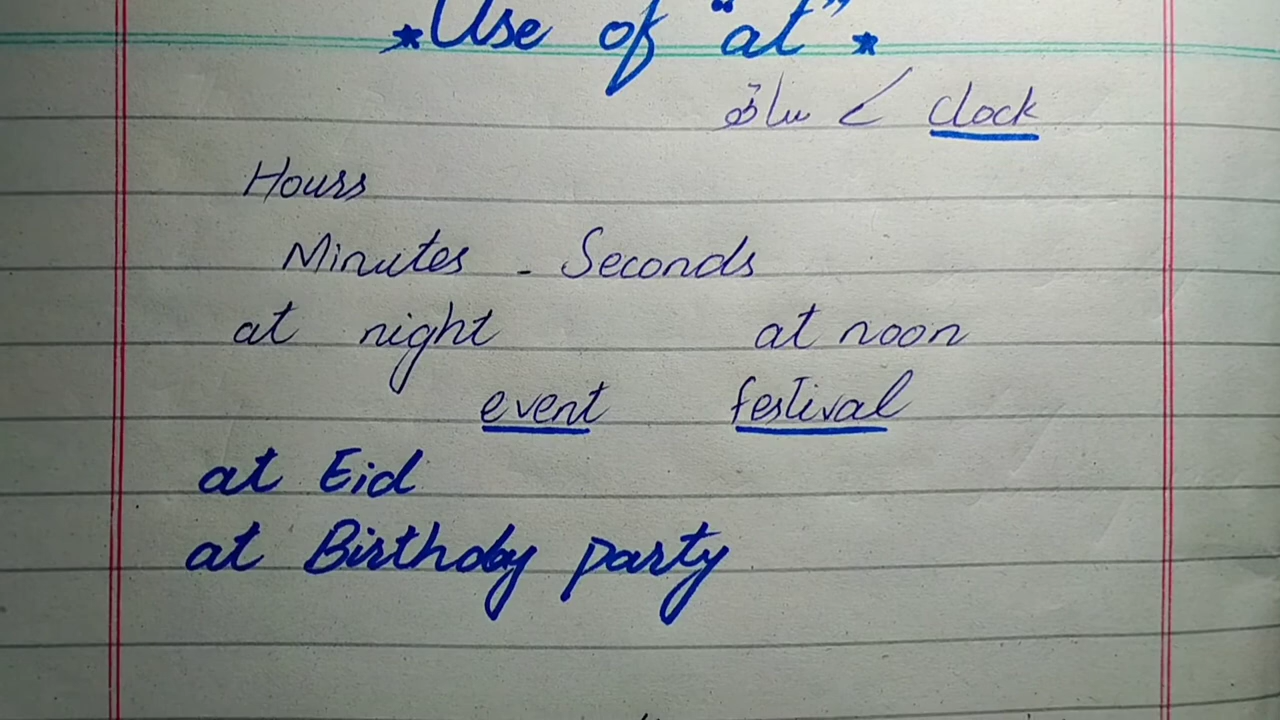 *Use of "at"*
clock کے ساتھ
Hours
Minutes - Seconds
at night at noon
event festival
at Eid
at Birthday party